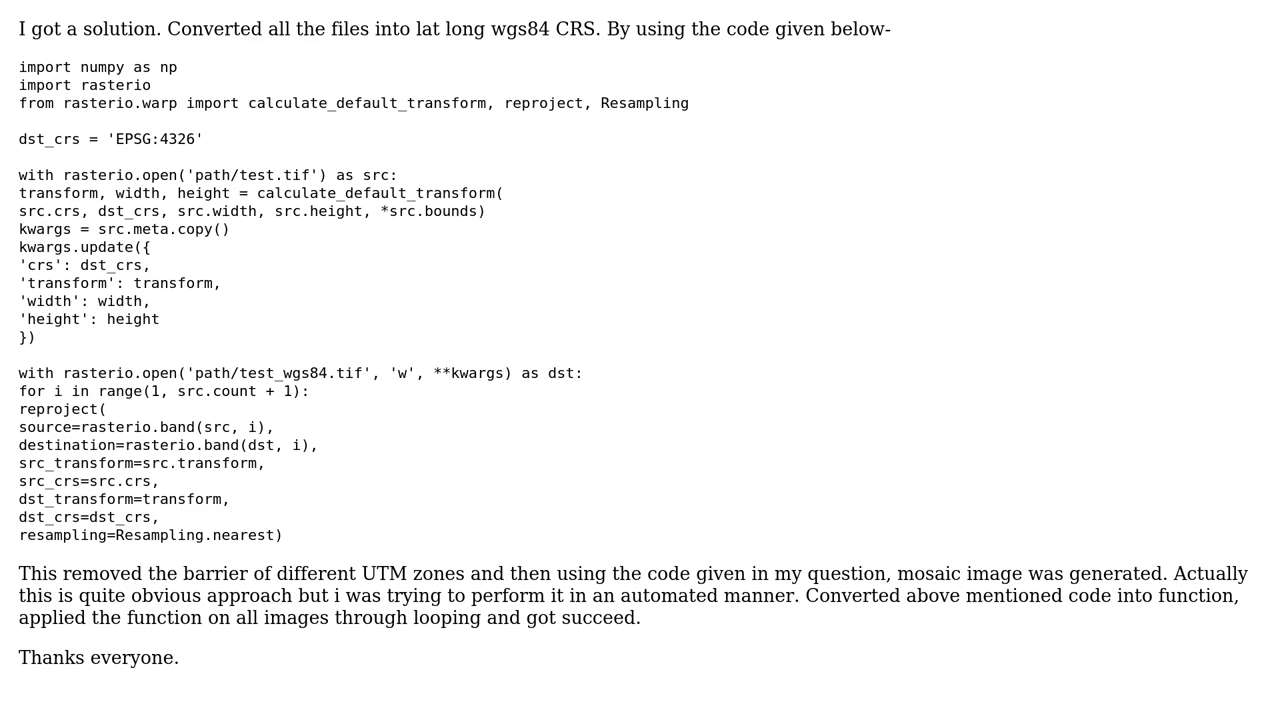 I got a solution. Converted all the files into lat long wgs84 CRS. By using the code given below-
import numpy as np
import rasterio
from rasterio.warp import calculate_default_transform, reproject, Resampling
dst_crs = 'EPSG:4326'
with rasterio.open('path/test.tif') as src:
transform, width, height = calculate_default_transform(
src.crs, dst_crs, src.width, src.height, *src.bounds)
kwargs = src.meta.copy()
kwargs.update({
'crs': dst_crs,
'transform': transform,
'width': width,
'height': height
})
with rasterio.open('path/test_wgs84.tif', 'w', **kwargs) as dst:
for i in range(1, src.count + 1):
reproject(
source=rasterio.band(src, i),
destination=rasterio.band(dst, i),
src_transform=src.transform,
src_crs=src.crs,
dst_transform=transform,
dst_crs=dst_crs,
resampling=Resampling.nearest)
This removed the barrier of different UTM zones and then using the code given in my question, mosaic image was generated. Actually
this is quite obvious approach but i was trying to perform it in an automated manner. Converted above mentioned code into function,
applied the function on all images through looping and got succeed.
Thanks everyone.